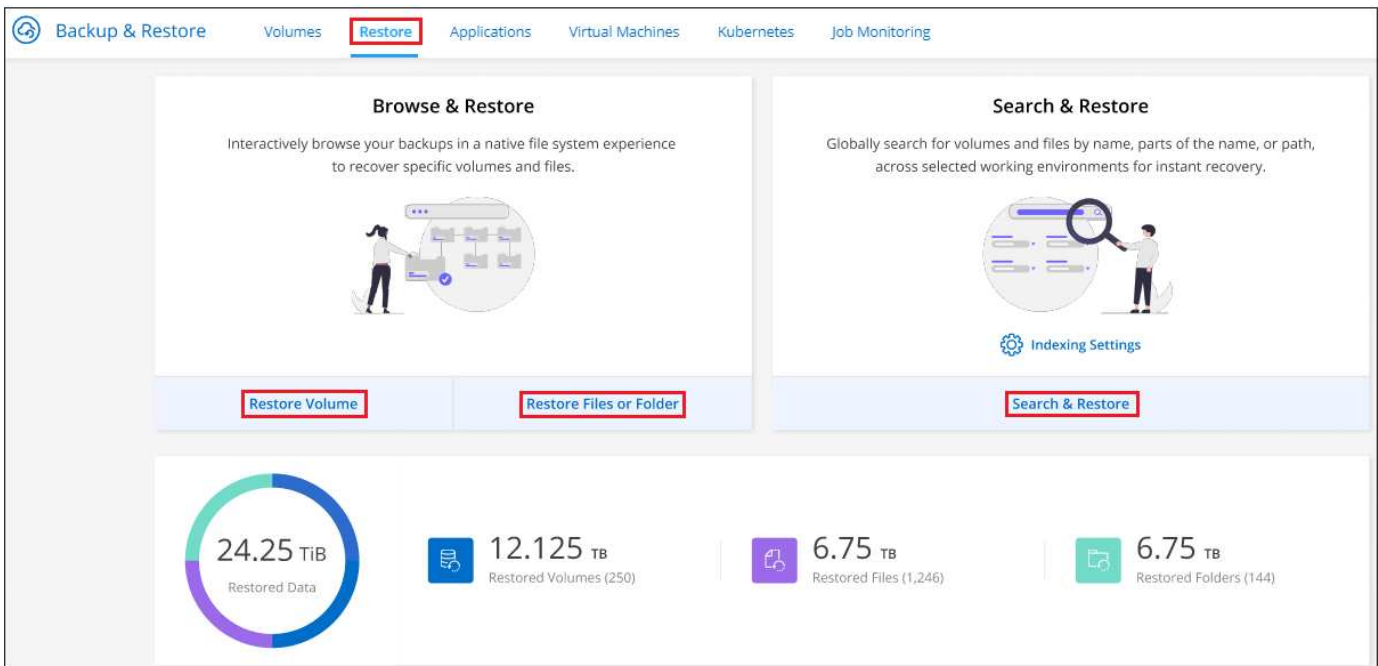 Backup & Restore
Volumes
Restore
Applications
Virtual Machines
Kubernetes
Job Monitoring
Browse & Restore
Interactively browse your backups in a native file system experience
to recover specific volumes and files.
Restore Volume
Restore Files or Folder
Search & Restore
Globally search for volumes and files by name, parts of the name, or path,
across selected working environments for instant recovery.
Indexing Settings
Search & Restore
24.25 TiB
Restored Data
12.125 TB
Restored Volumes (250)
6.75 TB
Restored Files (1,246)
6.75 TB
Restored Folders (144)